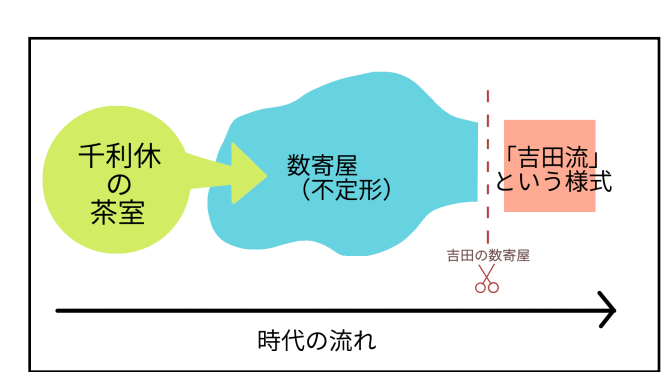 千利休
の
茶室
数寄屋
（不定形）
「吉田流」
という様式
吉田の数寄屋
時代の流れ